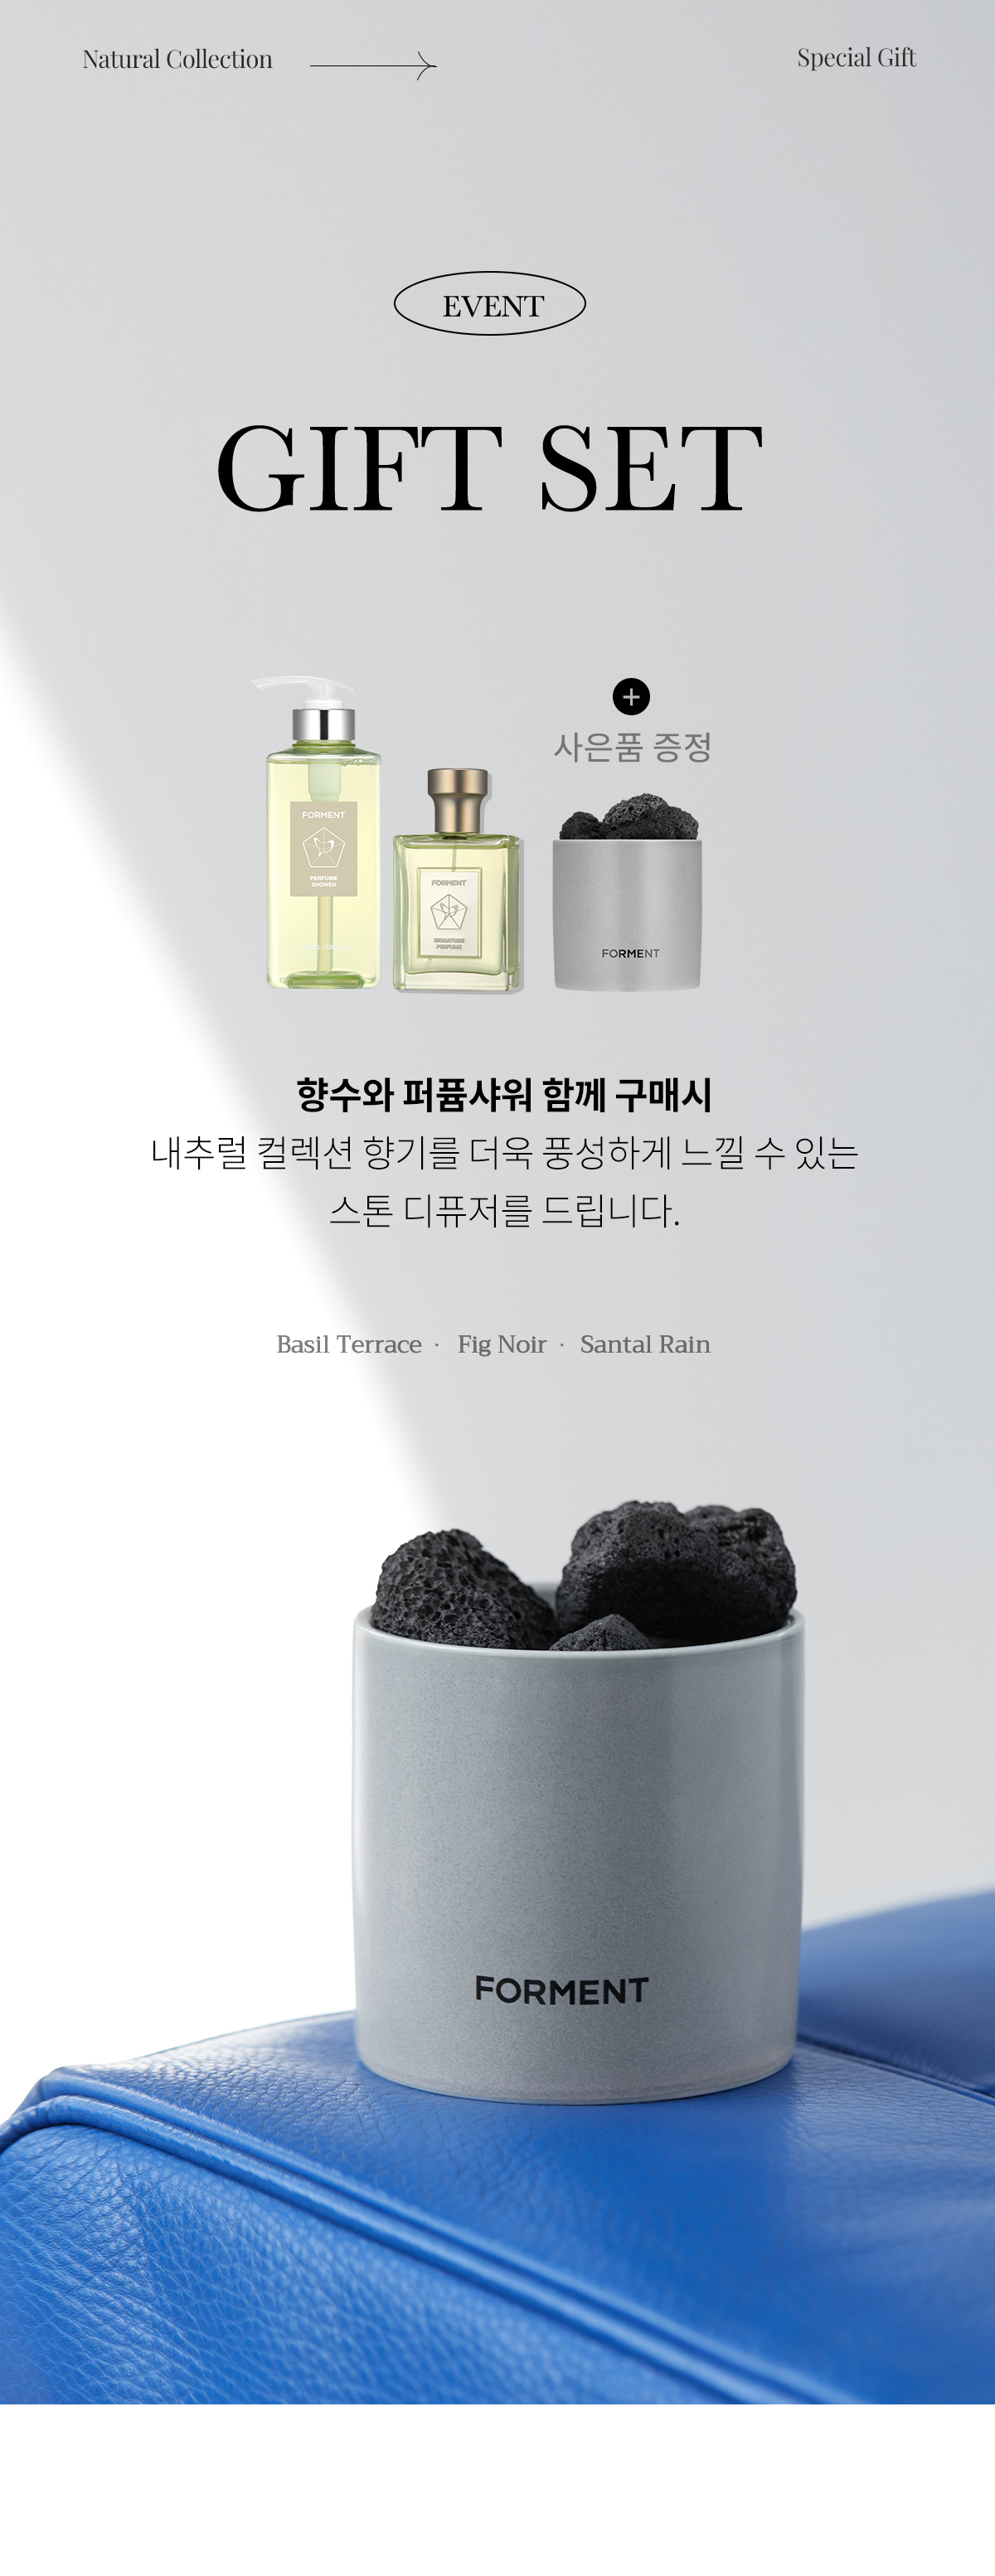 Natural Collection
Special Gift
EVENT
GIFT SET
+
사은품 증정
FORMENT
PERFUME
SHOWER
FORMENT
SIGNATURE
PERFUME
FORMENT
향수와 퍼퓸샤워 함께 구매시
내추럴 컬렉션 향기를 더욱 풍성하게 느낄 수 있는
스톤 디퓨저를 드립니다.
Basil Terrace · Fig Noir · Santal Rain
FORMENT